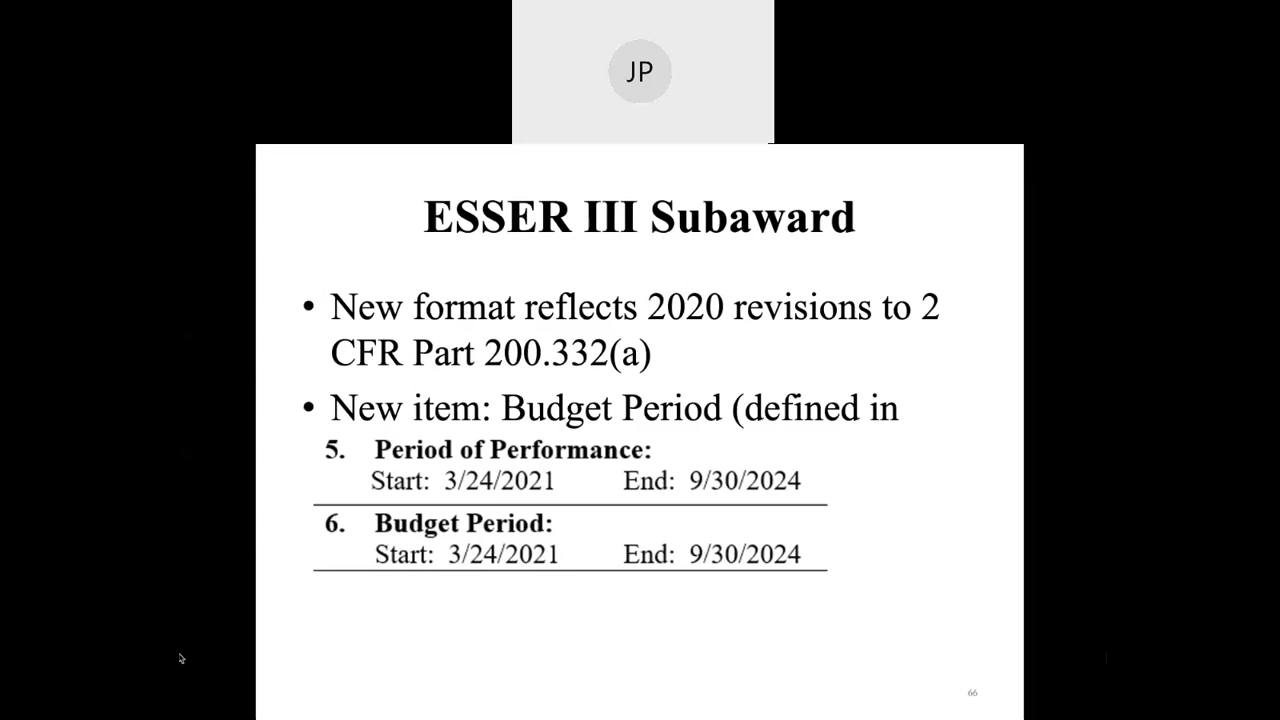 JP
ESSER III Subaward
• New format reflects 2020 revisions to 2
CFR Part 200.332(a)
• New item: Budget Period (defined in
5. Period of Performance:
Start: 3/24/2021 End: 9/30/2024
6. Budget Period:
Start: 3/24/2021 End: 9/30/2024
66